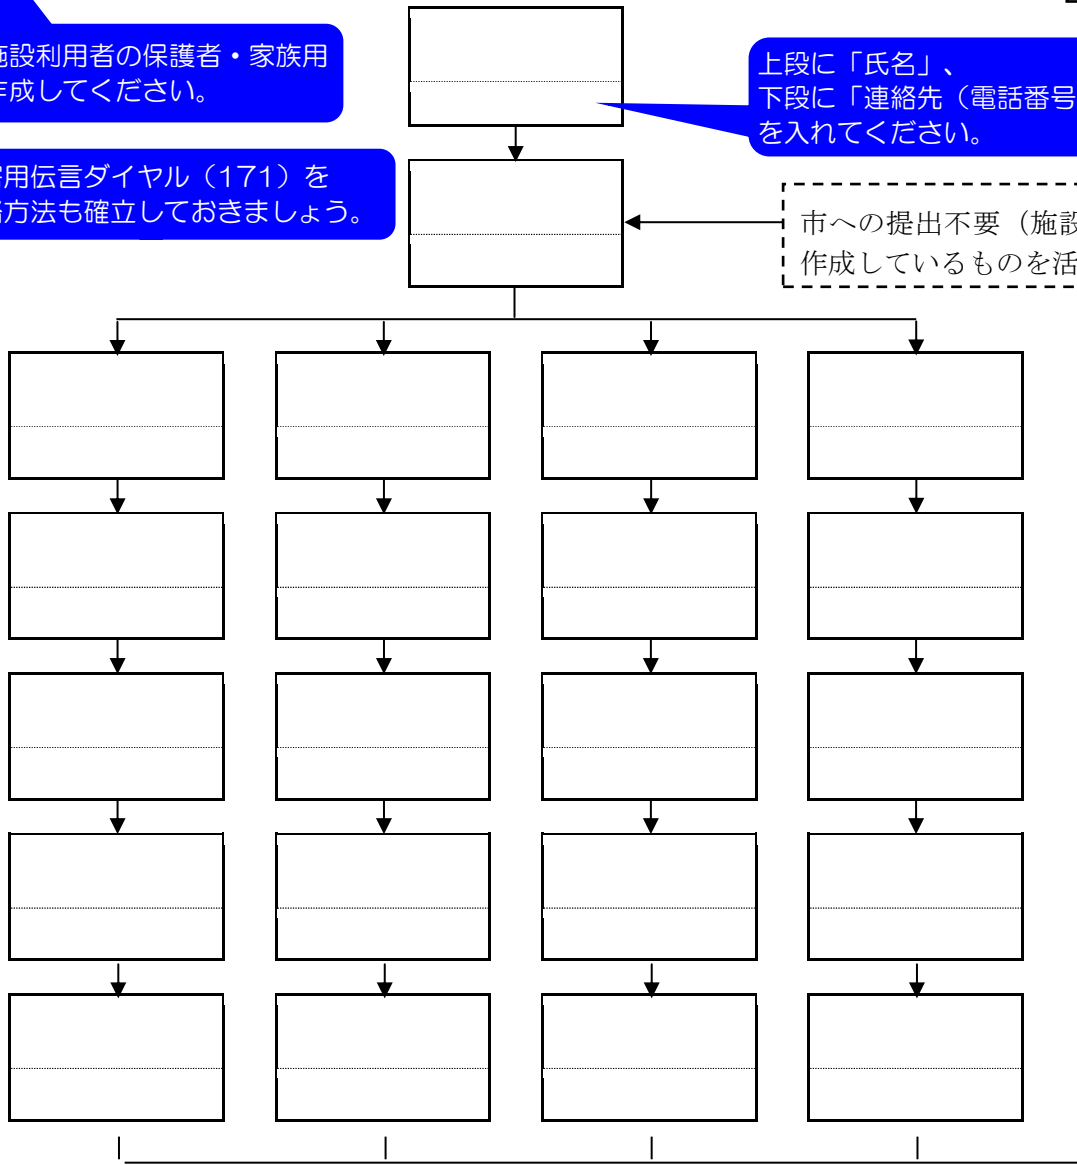 施設利用者の保護者・家族用
作成してください。
上段に「氏名」、
下段に「連絡先（電話番号
を入れてください。
用伝言ダイヤル（171）を
方法も確立しておきましょう。
市への提出不要（施設
作成しているものを活